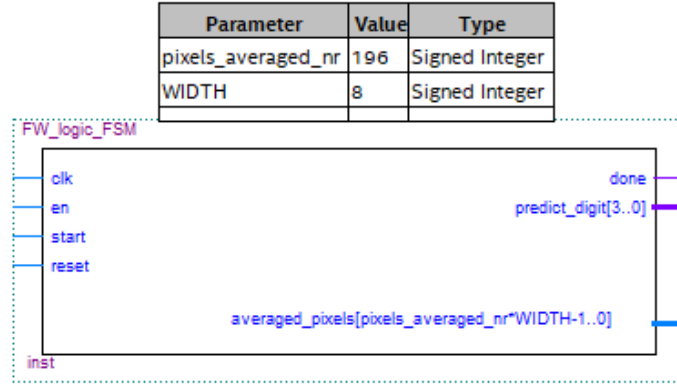 Parameter Value Type
pixels_averaged_nr 196 Signed Integer
WIDTH 8 Signed Integer
FW_logic_FSM
clk done
en predict_digit[3..0]
start
reset
averaged_pixels[pixels_averaged_nr*WIDTH-1..0]
inst